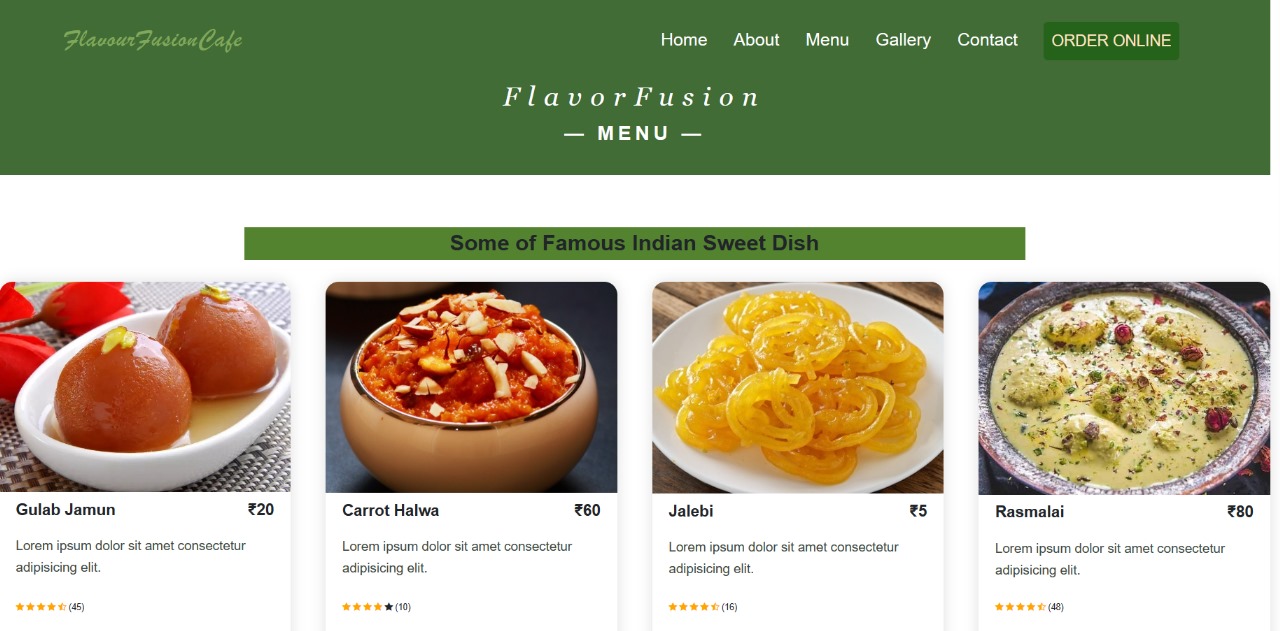 FlavourFusionCafe
Home About Menu Gallery Contact ORDER ONLINE
FlavorFusion
— MENU —
Some of Famous Indian Sweet Dish
Gulab Jamun ₹20
Lorem ipsum dolor sit amet consectetur
adipisicing elit.
(45)
Carrot Halwa ₹60
Lorem ipsum dolor sit amet consectetur
adipisicing elit.
(10)
Jalebi ₹5
Lorem ipsum dolor sit amet consectetur
adipisicing elit.
(16)
Rasmalai ₹80
Lorem ipsum dolor sit amet consectetur
adipisicing elit.
(48)